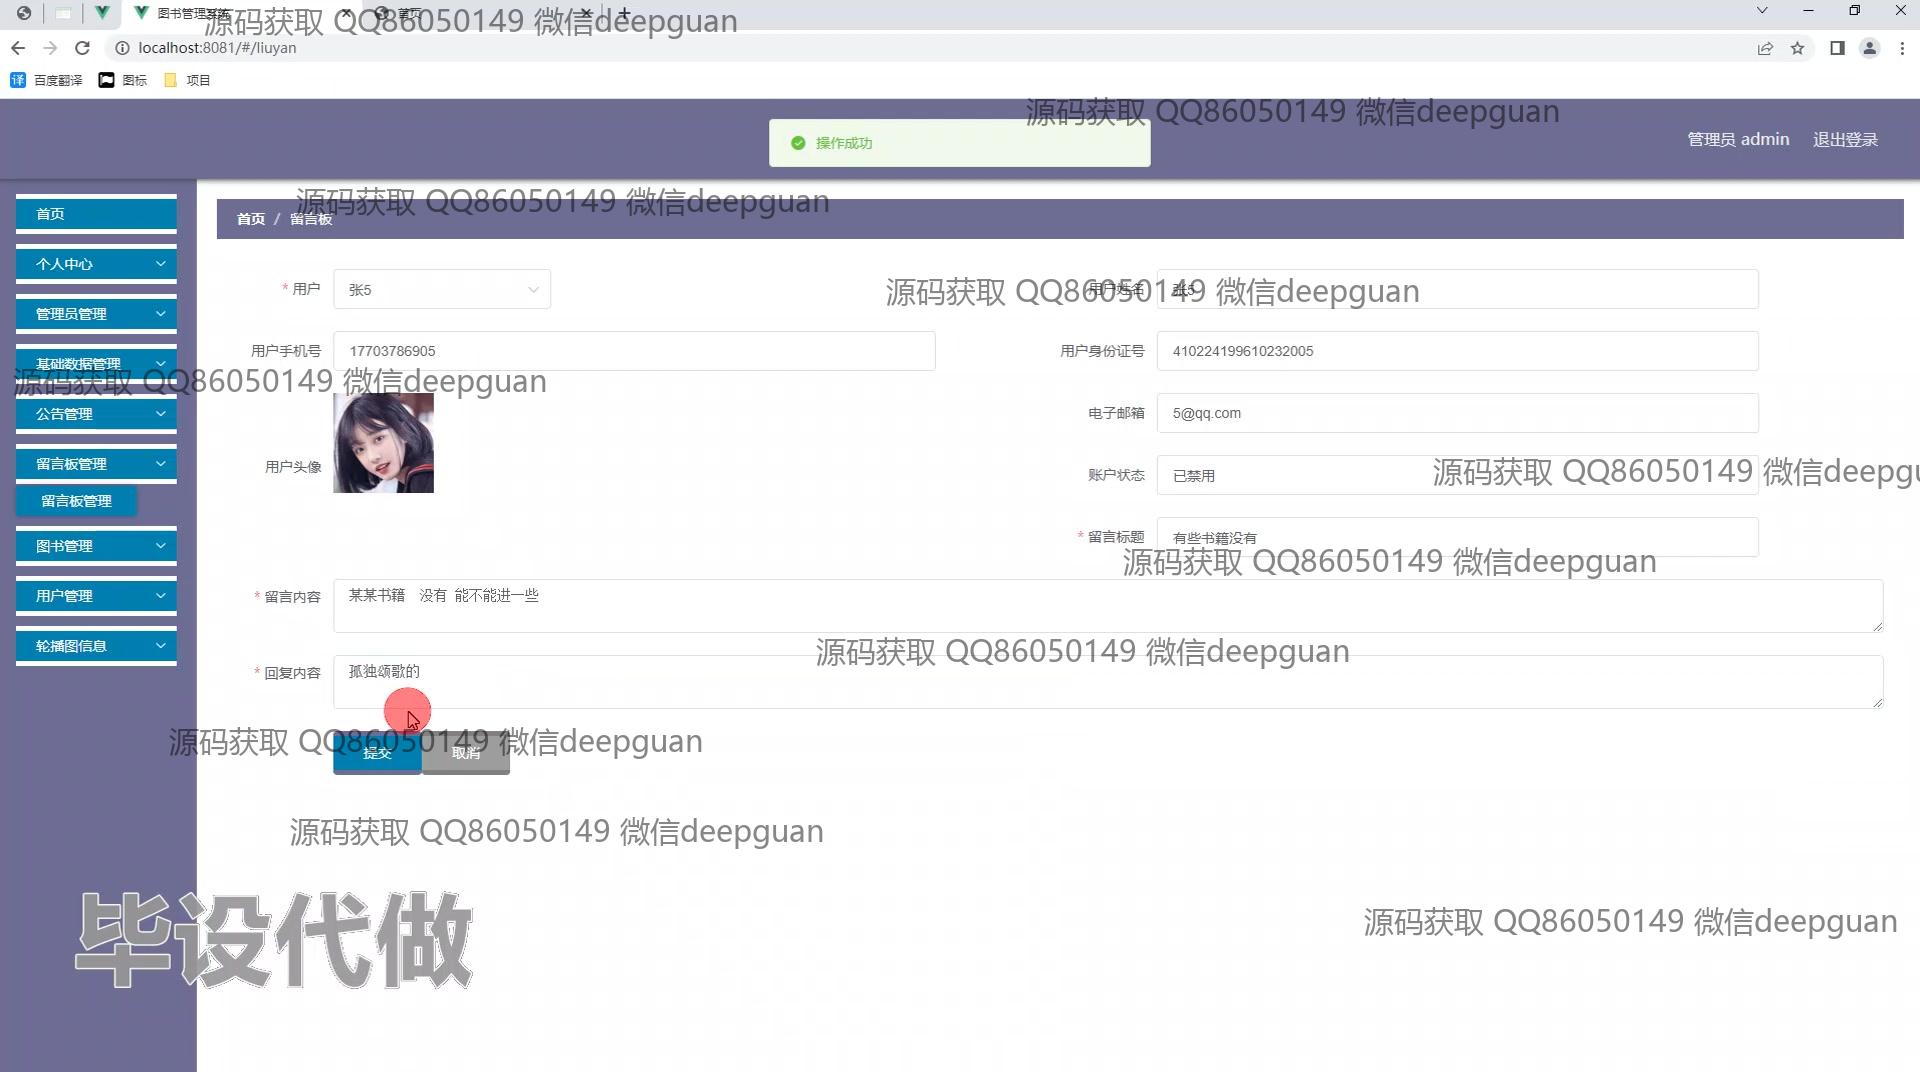 图书管理系统
首页
源码获取 QQ86050149 微信deepguan
localhost:8081/#/liuyan
百度翻译 图标 项目
源码获取 QQ86050149 微信deepguan
操作成功
管理员 admin 退出登录
源码获取 QQ86050149 微信deepguan
首页 / 留言板
首页
个人中心
管理员管理
基础数据管理
公告管理
留言板管理
留言板管理
图书管理
用户管理
轮播图信息
* 用户 张5
用户姓名 张5
源码获取 QQ86050149 微信deepguan
用户手机号 17703786905
用户身份证号 410224199610232005
源码获取 QQ86050149 微信deepguan
用户头像
电子邮箱 5@qq.com
账户状态 已禁用
源码获取 QQ86050149 微信deepgu
* 留言标题 有些书籍没有
源码获取 QQ86050149 微信deepguan
* 留言内容 某某书籍 没有 能不能进一些
源码获取 QQ86050149 微信deepguan
* 回复内容 孤独颂歌的
源码获取 QQ86050149 微信deepguan
提交 取消
源码获取 QQ86050149 微信deepguan
毕设代做
源码获取 QQ86050149 微信deepguan